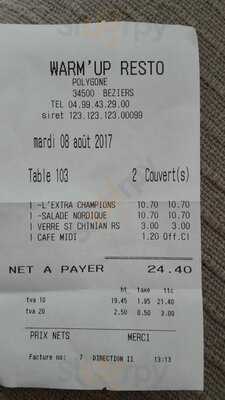 WARM'UP RESTO
POLYGONE
34500 BEZIERS
TEL 04.99.43.29.00
siret 123.123.123.00099
mardi 08 août 2017
Table 103 2 Couvert(s)
1 -L'EXTRA CHAMPIONS 10.70 10.70
1 -SALADE NORDIQUE 10.70 10.70
1 VERRE ST CHINIAN RS 3.00 3.00
1 CAFE MIDI 1.20 Off.Cl
NET A PAYER 24.40
ht taxe ttc
tva 10 19.45 1.95 21.40
tva 20 2.50 0.50 3.00
PRIX NETS MERCI
Facture no: 7 DIRECTION II 13:13